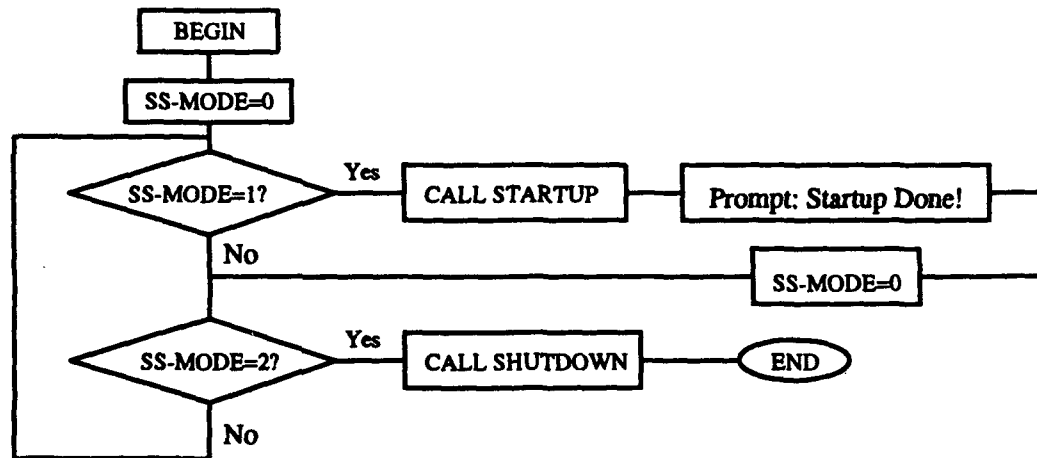 BEGIN
SS-MODE=0
SS-MODE=1?
Yes
CALL STARTUP
Prompt: Startup Done!
No
SS-MODE=0
SS-MODE=2?
Yes
CALL SHUTDOWN
END
No